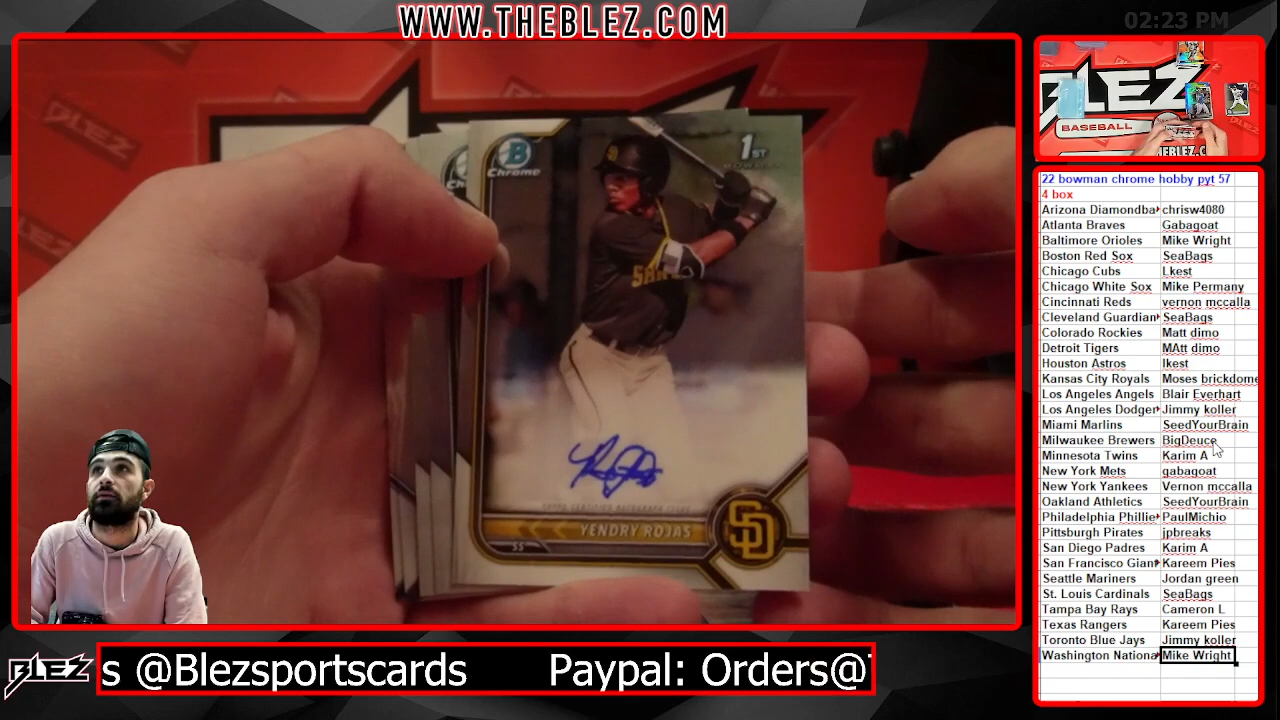 WWW.THEBLEZ.COM
02:23 PM
Chrome
1ST
BOWMAN
YENDRY ROJAS
SS
SD
BLEZ
BASEBALL
22 bowman chrome hobby pyt 57
4 box
Arizona Diamondba chrisw4080
Atlanta Braves Gabagoat
Baltimore Orioles Mike Wright
Boston Red Sox SeaBags
Chicago Cubs Lkest
Chicago White Sox Mike Permany
Cincinnati Reds vernon mccalla
Cleveland Guardian SeaBags
Colorado Rockies Matt dimo
Detroit Tigers MAtt dimo
Houston Astros lkest
Kansas City Royals Moses brickdome
Los Angeles Angels Blair Everhart
Los Angeles Dodger Jimmy koller
Miami Marlins SeedYourBrain
Milwaukee Brewers BigDeuce
Minnesota Twins Karim A
New York Mets gabagoat
New York Yankees Vernon mccalla
Oakland Athletics SeedYourBrain
Philadelphia Phillie PaulMichio
Pittsburgh Pirates jpbreaks
San Diego Padres Karim A
San Francisco Giant Kareem Pies
Seattle Mariners Jordan green
St. Louis Cardinals SeaBags
Tampa Bay Rays Cameron L
Texas Rangers Kareem Pies
Toronto Blue Jays Jimmy koller
Washington Nationa Mike Wright
BLEZ s @Blezsportscards Paypal: Orders@